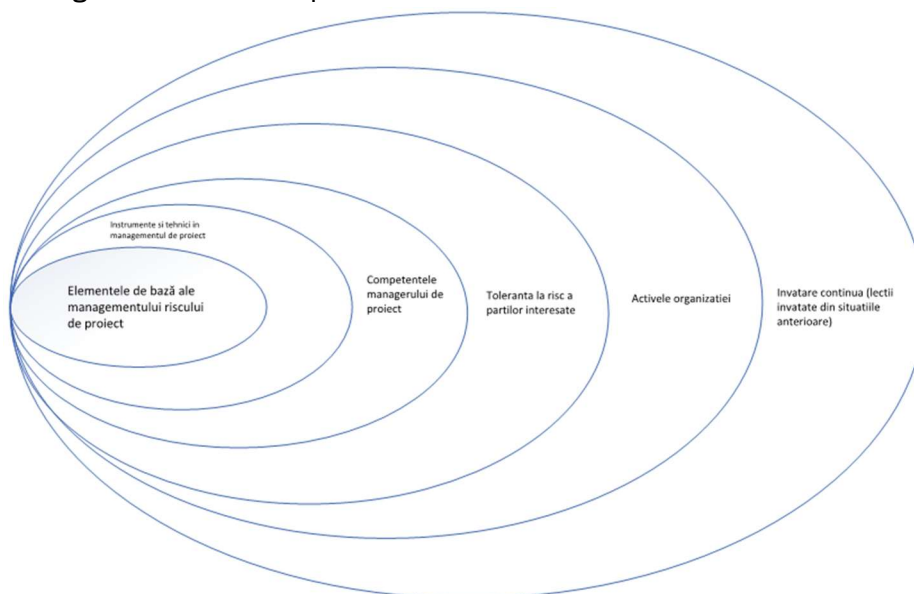 Instrumente si tehnici in
managementul de proiect
Elementele de bază ale
managementului riscului
de proiect
Competentele
managerului de
proiect
Toleranta la risc a
partilor interesate
Activele organizatiei
Invatare continua (lectii
invatate din situatiile
anterioare)